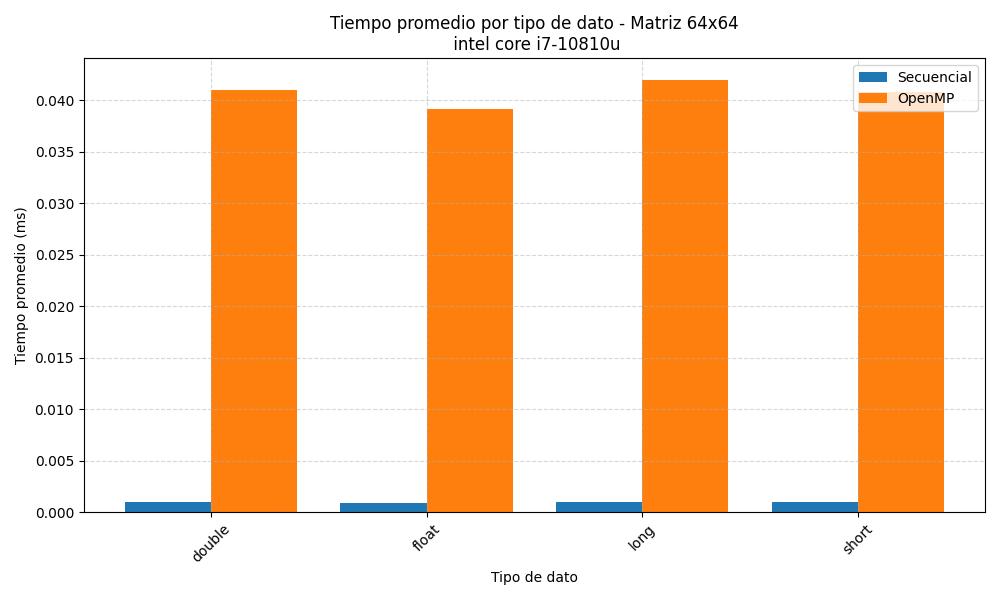 Tiempo promedio por tipo de dato - Matriz 64x64
intel core i7-10810u
Secuencial
OpenMP
Tiempo promedio (ms)
0.040
0.035
0.030
0.025
0.020
0.015
0.010
0.005
0.000
double
float
long
short
Tipo de dato